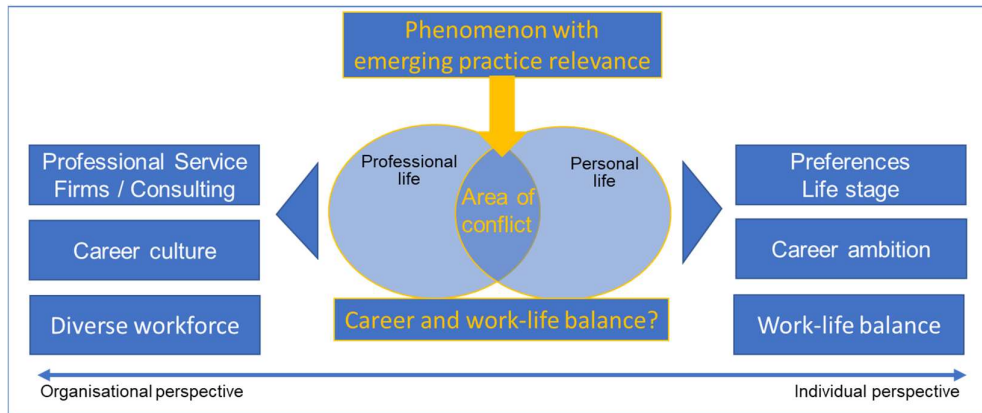 Phenomenon with
emerging practice relevance
Professional Service
Firms / Consulting
Career culture
Diverse workforce
Professional
life
Area of
conflict
Personal
life
Career and work-life balance?
Preferences
Life stage
Career ambition
Work-life balance
Organisational perspective
Individual perspective